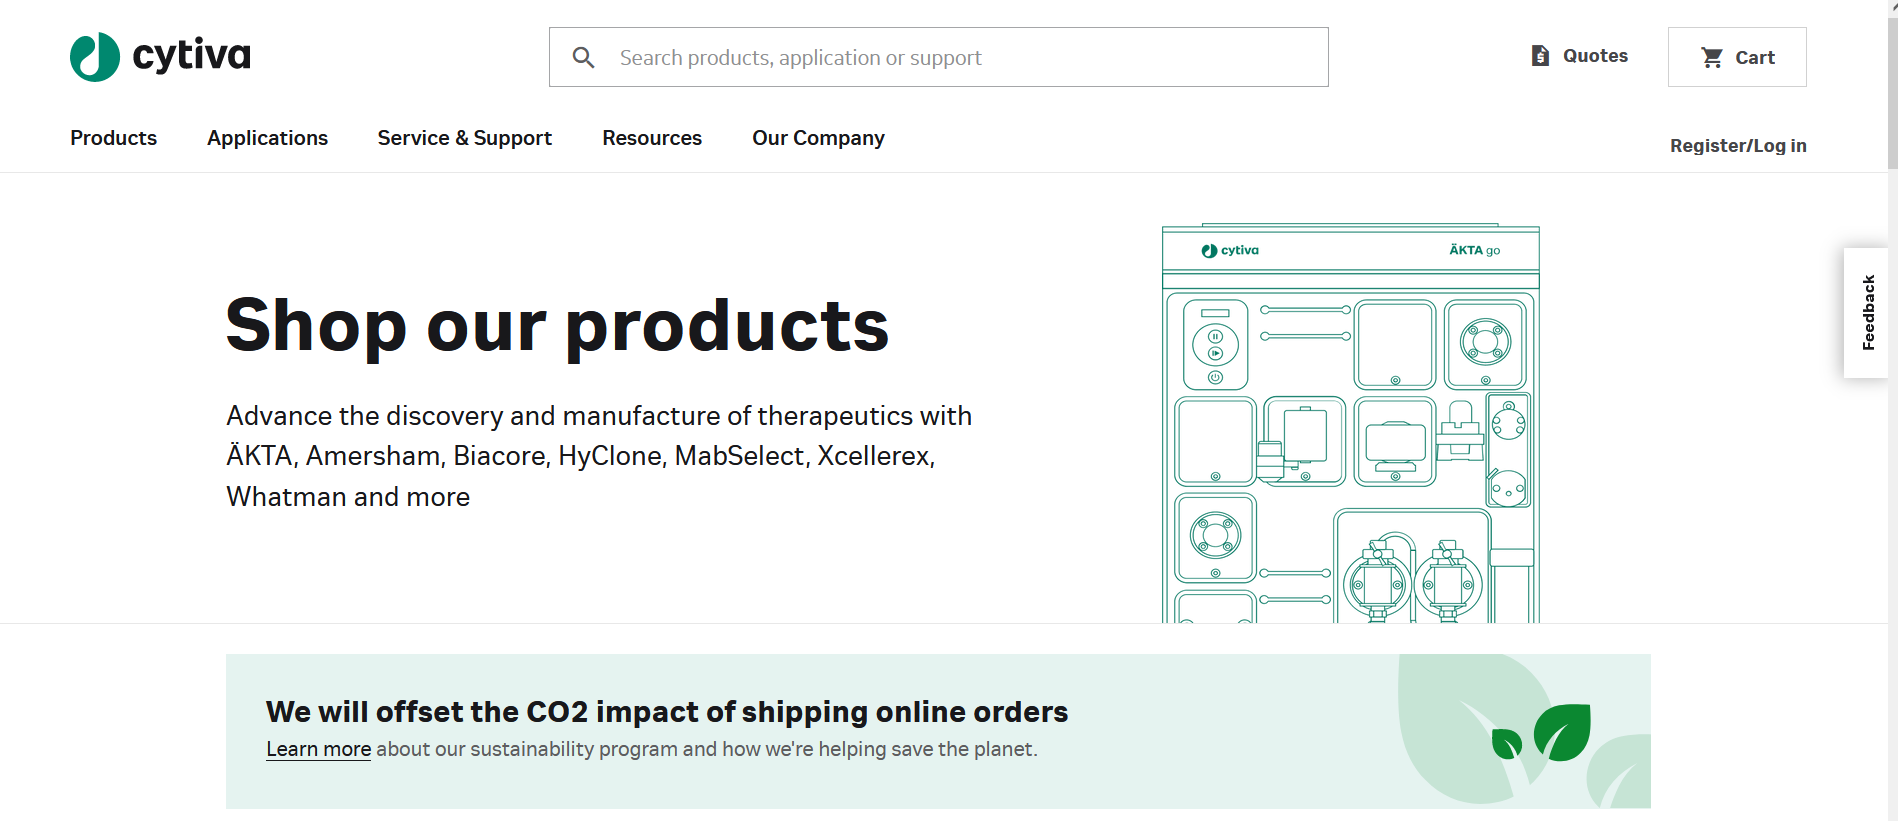 cytiva
Search products, application or support
Quotes
Cart
Products
Applications
Service & Support
Resources
Our Company
Register/Log in
cytiva
ÄKTA go
Feedback
Shop our products
Advance the discovery and manufacture of therapeutics with
ÄKTA, Amersham, Biacore, HyClone, MabSelect, Xcellerex,
Whatman and more
We will offset the CO2 impact of shipping online orders
Learn more about our sustainability program and how we're helping save the planet.